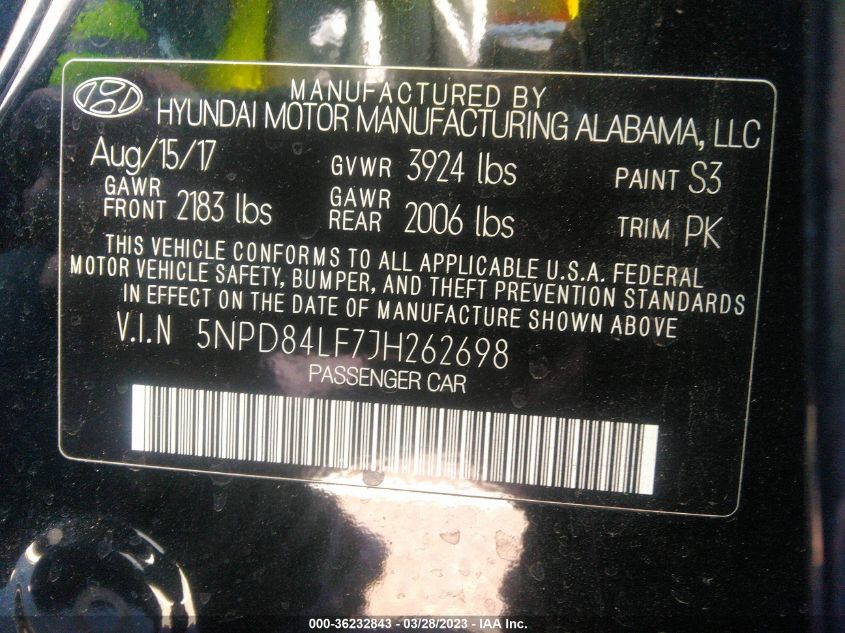 MANUFACTURED BY
HYUNDAI MOTOR MANUFACTURING ALABAMA, LLC
Aug/15/17 GVWR 3924 lbs PAINT S3
GAWR FRONT 2183 lbs GAWR REAR 2006 lbs TRIM PK
THIS VEHICLE CONFORMS TO ALL APPLICABLE U.S.A. FEDERAL
MOTOR VEHICLE SAFETY, BUMPER, AND THEFT PREVENTION STANDARDS
IN EFFECT ON THE DATE OF MANUFACTURE SHOWN ABOVE
V.I.N 5NPD84LF7JH262698
PASSENGER CAR
000-36232843 - 03/28/2023 - IAA Inc.